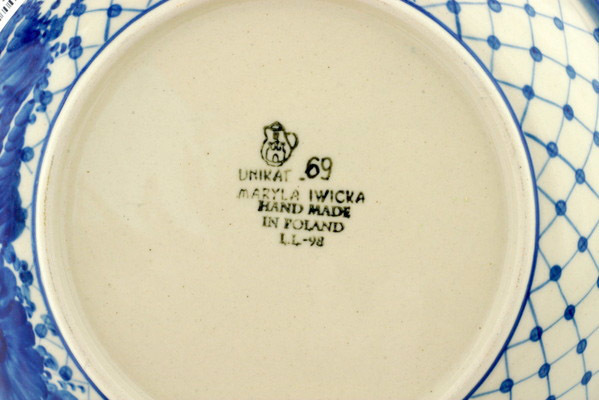 UNIKAT 69
MARYLA IWICKA
HAND MADE
IN POLAND
L.L-98